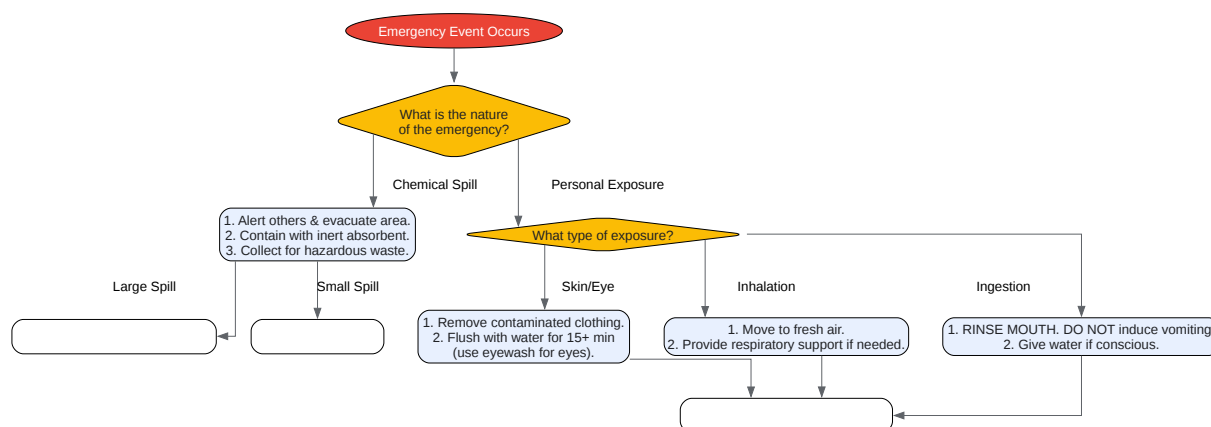 Emergency Event Occurs
What is the nature
of the emergency?
Chemical Spill
Personal Exposure
1. Alert others & evacuate area.
2. Contain with inert absorbent.
3. Collect for hazardous waste.
What type of exposure?
Large Spill
Small Spill
Skin/Eye
Inhalation
Ingestion
1. Remove contaminated clothing.
2. Flush with water for 15+ min
(use eyewash for eyes).
1. Move to fresh air.
2. Provide respiratory support if needed.
1. RINSE MOUTH. DO NOT induce vomiting
2. Give water if conscious.